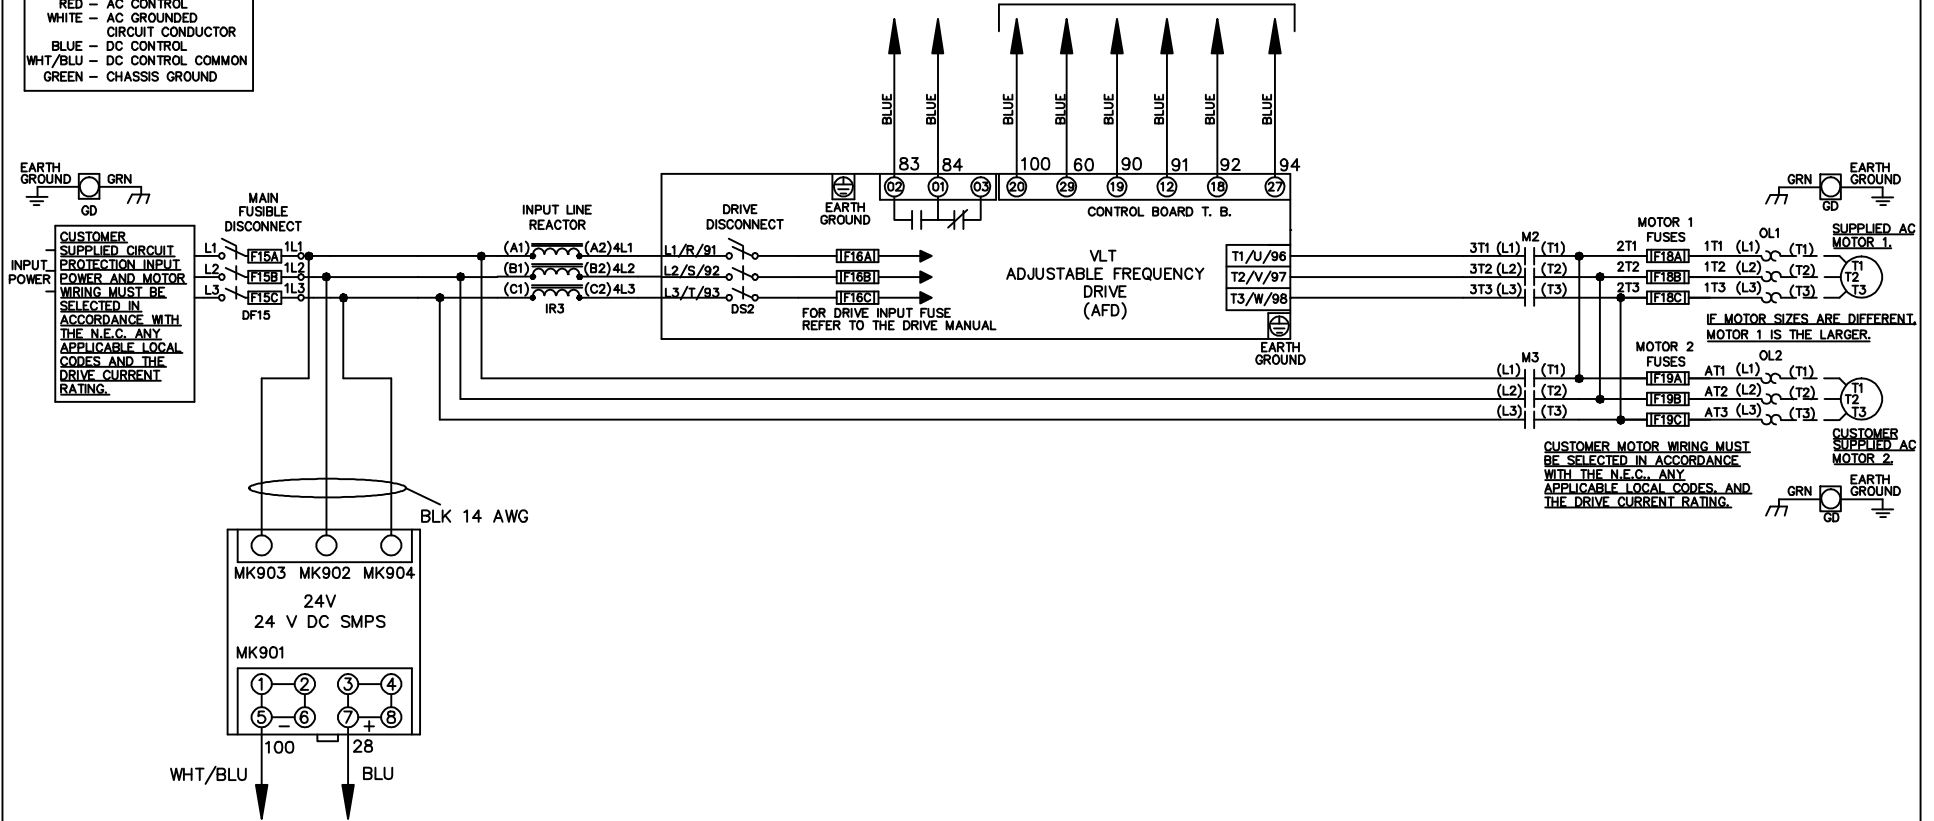 RED – AC CONTROL
WHITE – AC GROUNDED
CIRCUIT CONDUCTOR
BLUE – DC CONTROL
WHT/BLU – DC CONTROL COMMON
GREEN – CHASSIS GROUND
BLUE BLUE BLUE BLUE BLUE BLUE BLUE BLUE
83 84 100 60 90 91 92 94
02 01 03 20 29 19 12 18 27
EARTH
GROUND
GRN
GD
MAIN
FUSIBLE
DISCONNECT
INPUT
POWER
CUSTOMER
SUPPLIED CIRCUIT
PROTECTION INPUT
POWER AND MOTOR
WIRING MUST BE
SELECTED IN
ACCORDANCE WITH
THE N.E.C. ANY
APPLICABLE LOCAL
CODES AND THE
DRIVE CURRENT
RATING.
L1 F15A 1L1
L2 F15B 1L2
L3 F15C 1L3
DF15
INPUT LINE
REACTOR
(A1) (A2) 4L1
(B1) (B2) 4L2
(C1) (C2) 4L3
IR3
DRIVE
DISCONNECT
L1/R/91
L2/S/92
L3/T/93
DS2
EARTH
GROUND
F16A
F16B
F16C
FOR DRIVE INPUT FUSE
REFER TO THE DRIVE MANUAL
CONTROL BOARD T. B.
VLT
ADJUSTABLE FREQUENCY
DRIVE
(AFD)
T1/U/96
T2/V/97
T3/W/98
EARTH
GROUND
M2
3T1 (L1) (T1)
3T2 (L2) (T2)
3T3 (L3) (T3)
MOTOR 1
FUSES
2T1 F18A 1T1 (L1)
2T2 F18B 1T2 (L2)
2T3 F18C 1T3 (L3)
OL1
(T1)
(T2)
(T3)
T1
T2
T3
GRN
GD
EARTH
GROUND
SUPPLIED AC
MOTOR 1.
IF MOTOR SIZES ARE DIFFERENT,
MOTOR 1 IS THE LARGER.
M3
(L1) (T1)
(L2) (T2)
(L3) (T3)
MOTOR 2
FUSES
F19A AT1 (L1)
F19B AT2 (L2)
F19C AT3 (L3)
OL2
(T1)
(T2)
(T3)
T1
T2
T3
CUSTOMER
SUPPLIED AC
MOTOR 2.
CUSTOMER MOTOR WIRING MUST
BE SELECTED IN ACCORDANCE
WITH THE N.E.C., ANY
APPLICABLE LOCAL CODES, AND
THE DRIVE CURRENT RATING.
GRN
GD
EARTH
GROUND
BLK 14 AWG
MK903 MK902 MK904
24V
24 V DC SMPS
MK901
1 2 3 4
5 6 7 8
– +
100 28
WHT/BLU BLU